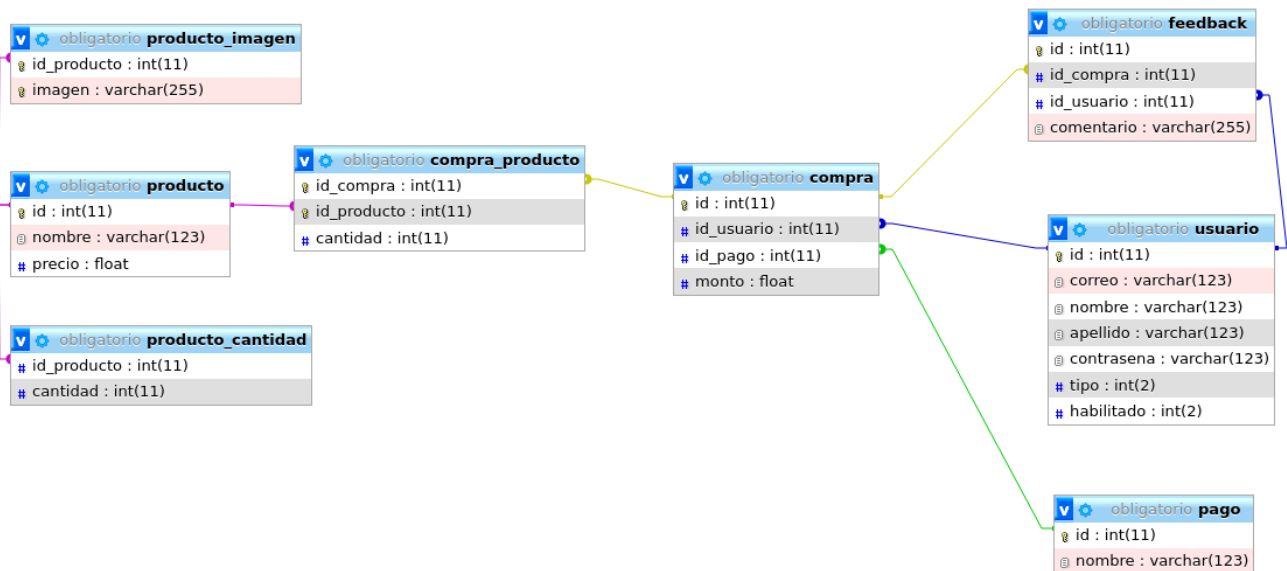 obligatorio producto_imagen
id_producto : int(11)
imagen : varchar(255)
obligatorio producto
id : int(11)
nombre : varchar(123)
precio : float
obligatorio producto_cantidad
id_producto : int(11)
cantidad : int(11)
obligatorio compra_producto
id_compra : int(11)
id_producto : int(11)
cantidad : int(11)
obligatorio compra
id : int(11)
id_usuario : int(11)
id_pago : int(11)
monto : float
obligatorio feedback
id : int(11)
id_compra : int(11)
id_usuario : int(11)
comentario : varchar(255)
obligatorio usuario
id : int(11)
correo : varchar(123)
nombre : varchar(123)
apellido : varchar(123)
contrasena : varchar(123)
tipo : int(2)
habilitado : int(2)
obligatorio pago
id : int(11)
nombre : varchar(123)